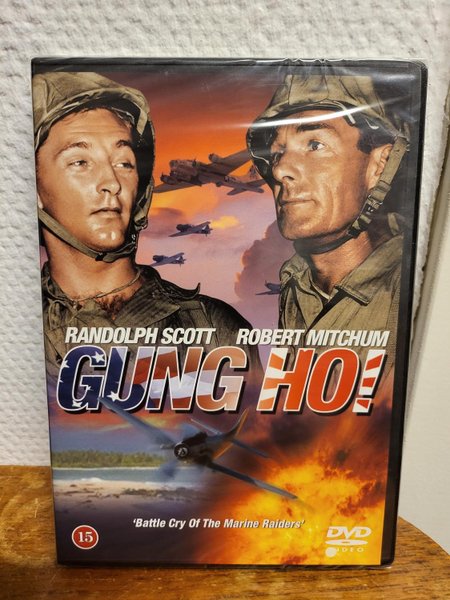 RANDOLPH SCOTT ROBERT MITCHUM
GUNG HO!
'Battle Cry Of The Marine Raiders'
15
DVD
VIDEO